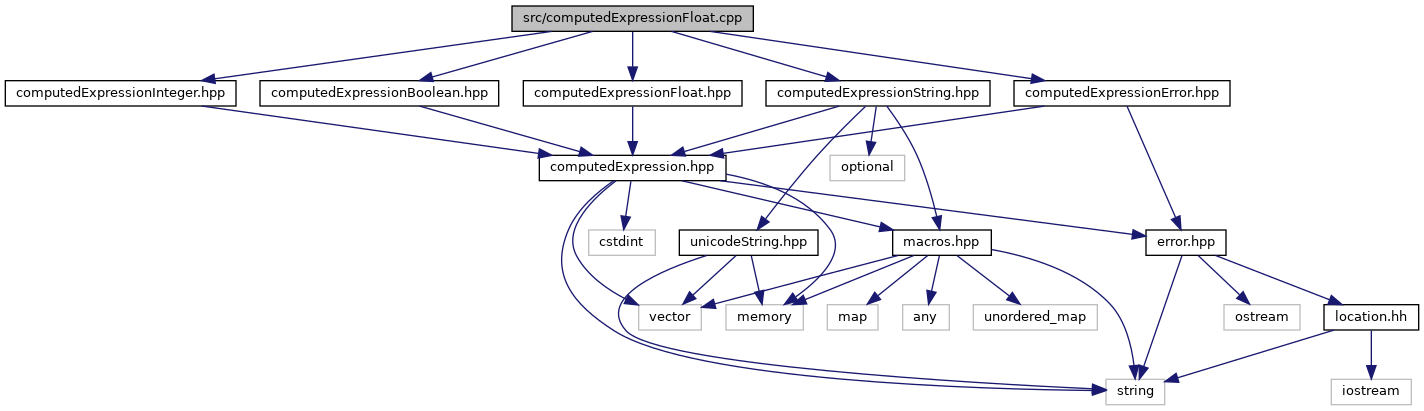 src/computedExpressionFloat.cpp
computedExpressionInteger.hpp
computedExpressionBoolean.hpp
computedExpressionFloat.hpp
computedExpressionString.hpp
computedExpressionError.hpp
computedExpression.hpp
optional
cstdint
unicodeString.hpp
macros.hpp
error.hpp
vector
memory
map
any
unordered_map
ostream
location.hh
string
iostream